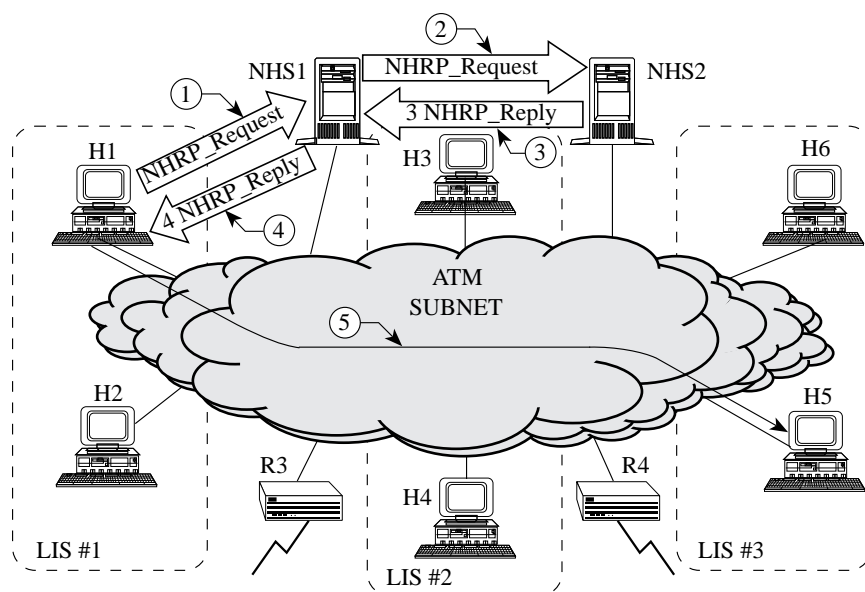 2
NHS1
NHRP_Request
NHS2
1
NHRP_Request
3 NHRP_Reply
3
H1
H3
H6
4 NHRP_Reply
4
ATM
SUBNET
5
H2
H5
R3
R4
H4
LIS #1
LIS #2
LIS #3